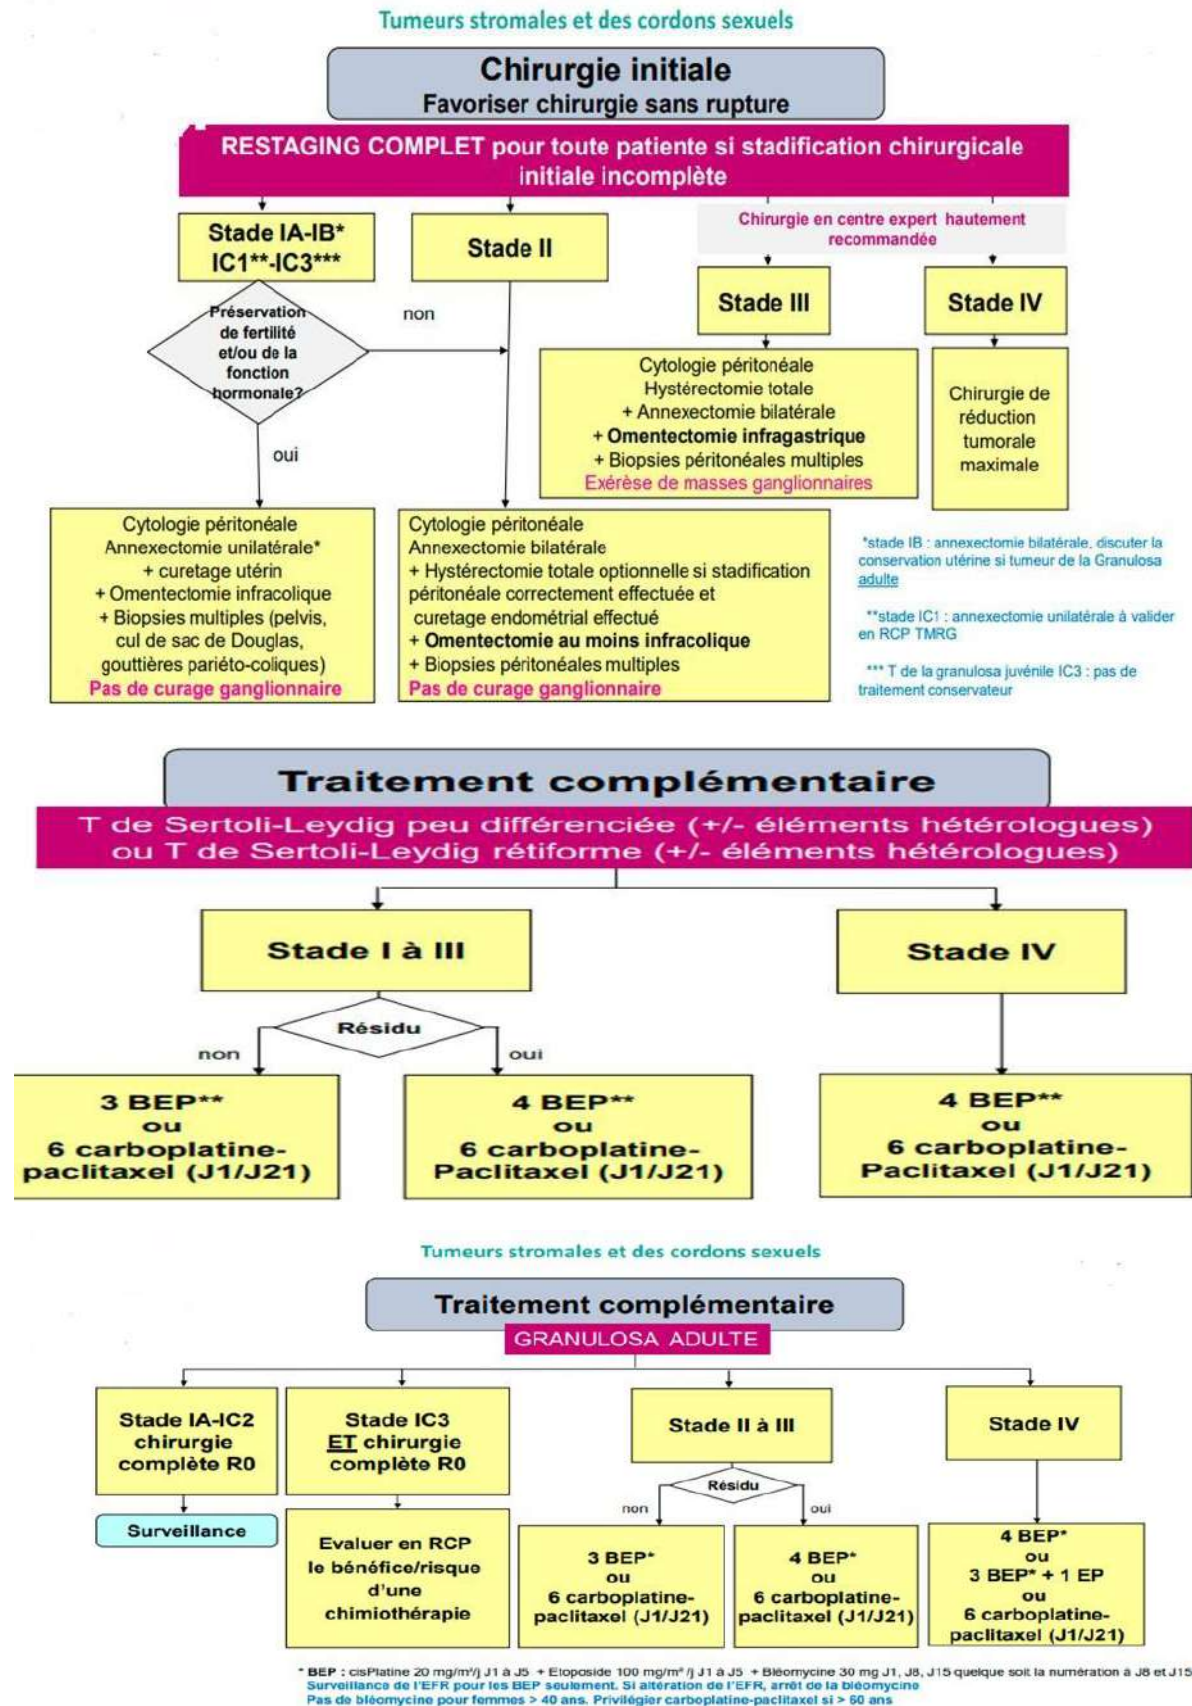 Tumeurs stromales et des cordons sexuels
Chirurgie initiale
Favoriser chirurgie sans rupture
RESTAGING COMPLET pour toute patiente si stadification chirurgicale
initiale incomplète
Stade IA-IB*
IC1**-IC3***
Stade II
Chirurgie en centre expert hautement
recommandée
Stade III
Stade IV
Préservation
de fertilité
et/ou de la
fonction
hormonale?
non
oui
Cytologie péritonéale
Hystérectomie totale
+ Annexectomie bilatérale
+ Omentectomie infragastrique
+ Biopsies péritonéales multiples
Exérèse de masses ganglionnaires
Chirurgie de
réduction
tumorale
maximale
Cytologie péritonéale
Annexectomie unilatérale*
+ curetage utérin
+ Omentectomie infracolique
+ Biopsies multiples (pelvis,
cul de sac de Douglas,
gouttières pariéto-coliques)
Pas de curage ganglionnaire
Cytologie péritonéale
Annexectomie bilatérale
+ Hystérectomie totale optionnelle si stadification
péritonéale correctement effectuée et
curetage endométrial effectué
+ Omentectomie au moins infracolique
+ Biopsies péritonéales multiples
Pas de curage ganglionnaire
*stade IB : annexectomie bilatérale, discuter la
conservation utérine si tumeur de la Granulosa
adulte
**stade IC1 : annexectomie unilatérale à valider
en RCP TMRG
*** T de la granulosa juvénile IC3 : pas de
traitement conservateur
Traitement complémentaire
T de Sertoli-Leydig peu différenciée (+/- éléments hétérologues)
ou T de Sertoli-Leydig rétiforme (+/- éléments hétérologues)
Stade I à III
Stade IV
Résidu
non
oui
3 BEP**
ou
6 carboplatine-
paclitaxel (J1/J21)
4 BEP**
ou
6 carboplatine-
Paclitaxel (J1/J21)
4 BEP**
ou
6 carboplatine-
Paclitaxel (J1/J21)
Tumeurs stromales et des cordons sexuels
Traitement complémentaire
GRANULOSA ADULTE
Stade IA-IC2
chirurgie
complète R0
Stade IC3
ET chirurgie
complète R0
Stade II à III
Stade IV
Résidu
non
oui
Surveillance
Evaluer en RCP
le bénéfice/risque
d'une
chimiothérapie
3 BEP*
ou
6 carboplatine-
paclitaxel (J1/J21)
4 BEP*
ou
6 carboplatine-
paclitaxel (J1/J21)
4 BEP*
ou
3 BEP* + 1 EP
ou
6 carboplatine-
paclitaxel (J1/J21)
* BEP : cisPlatine 20 mg/m²/j J1 à J5 + Etoposide 100 mg/m² /j J1 à J5 + Bléomycine 30 mg J1, J8, J15 quelque soit la numération à J8 et J15
Surveillance de l'EFR pour les BEP seulement. Si altération de l'EFR, arrêt de la bléomycine
Pas de bléomycine pour femmes > 40 ans. Privilégier carboplatine-paclitaxel si > 60 ans